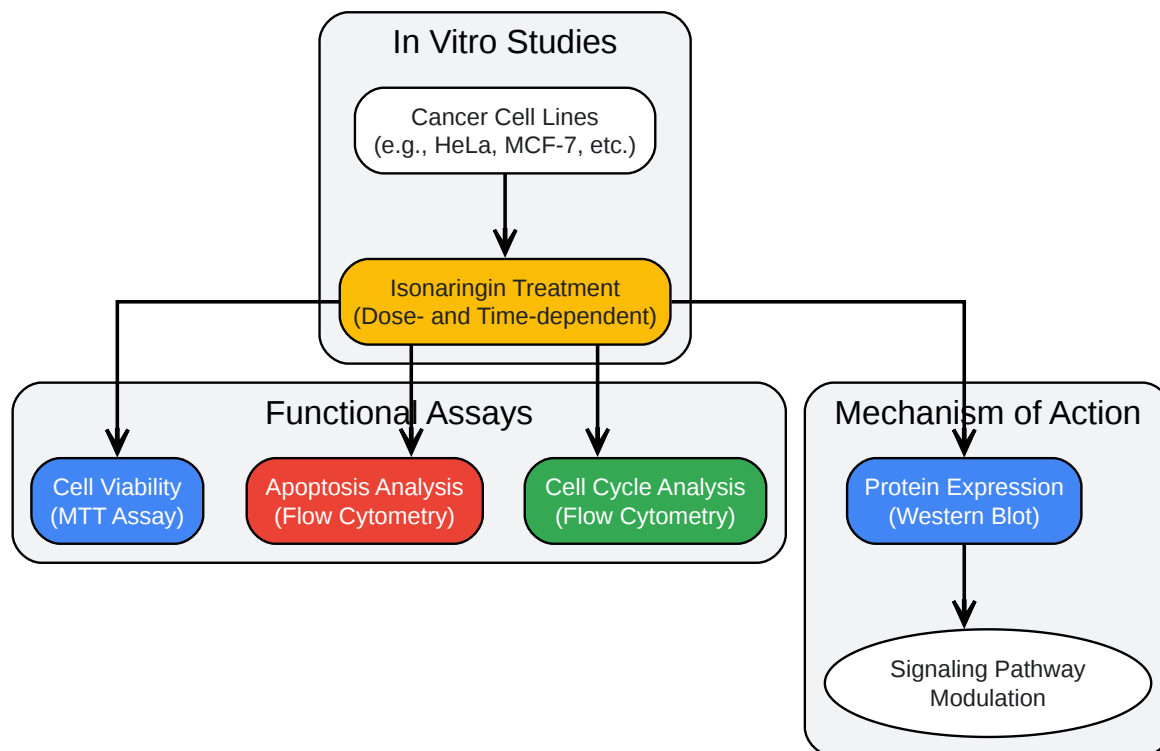 In Vitro Studies
Cancer Cell Lines
(e.g., HeLa, MCF-7, etc.)
Isonaringin Treatment
(Dose- and Time-dependent)
Functional Assays
Mechanism of Action
Cell Viability
(MTT Assay)
Apoptosis Analysis
(Flow Cytometry)
Cell Cycle Analysis
(Flow Cytometry)
Protein Expression
(Western Blot)
Signaling Pathway
Modulation